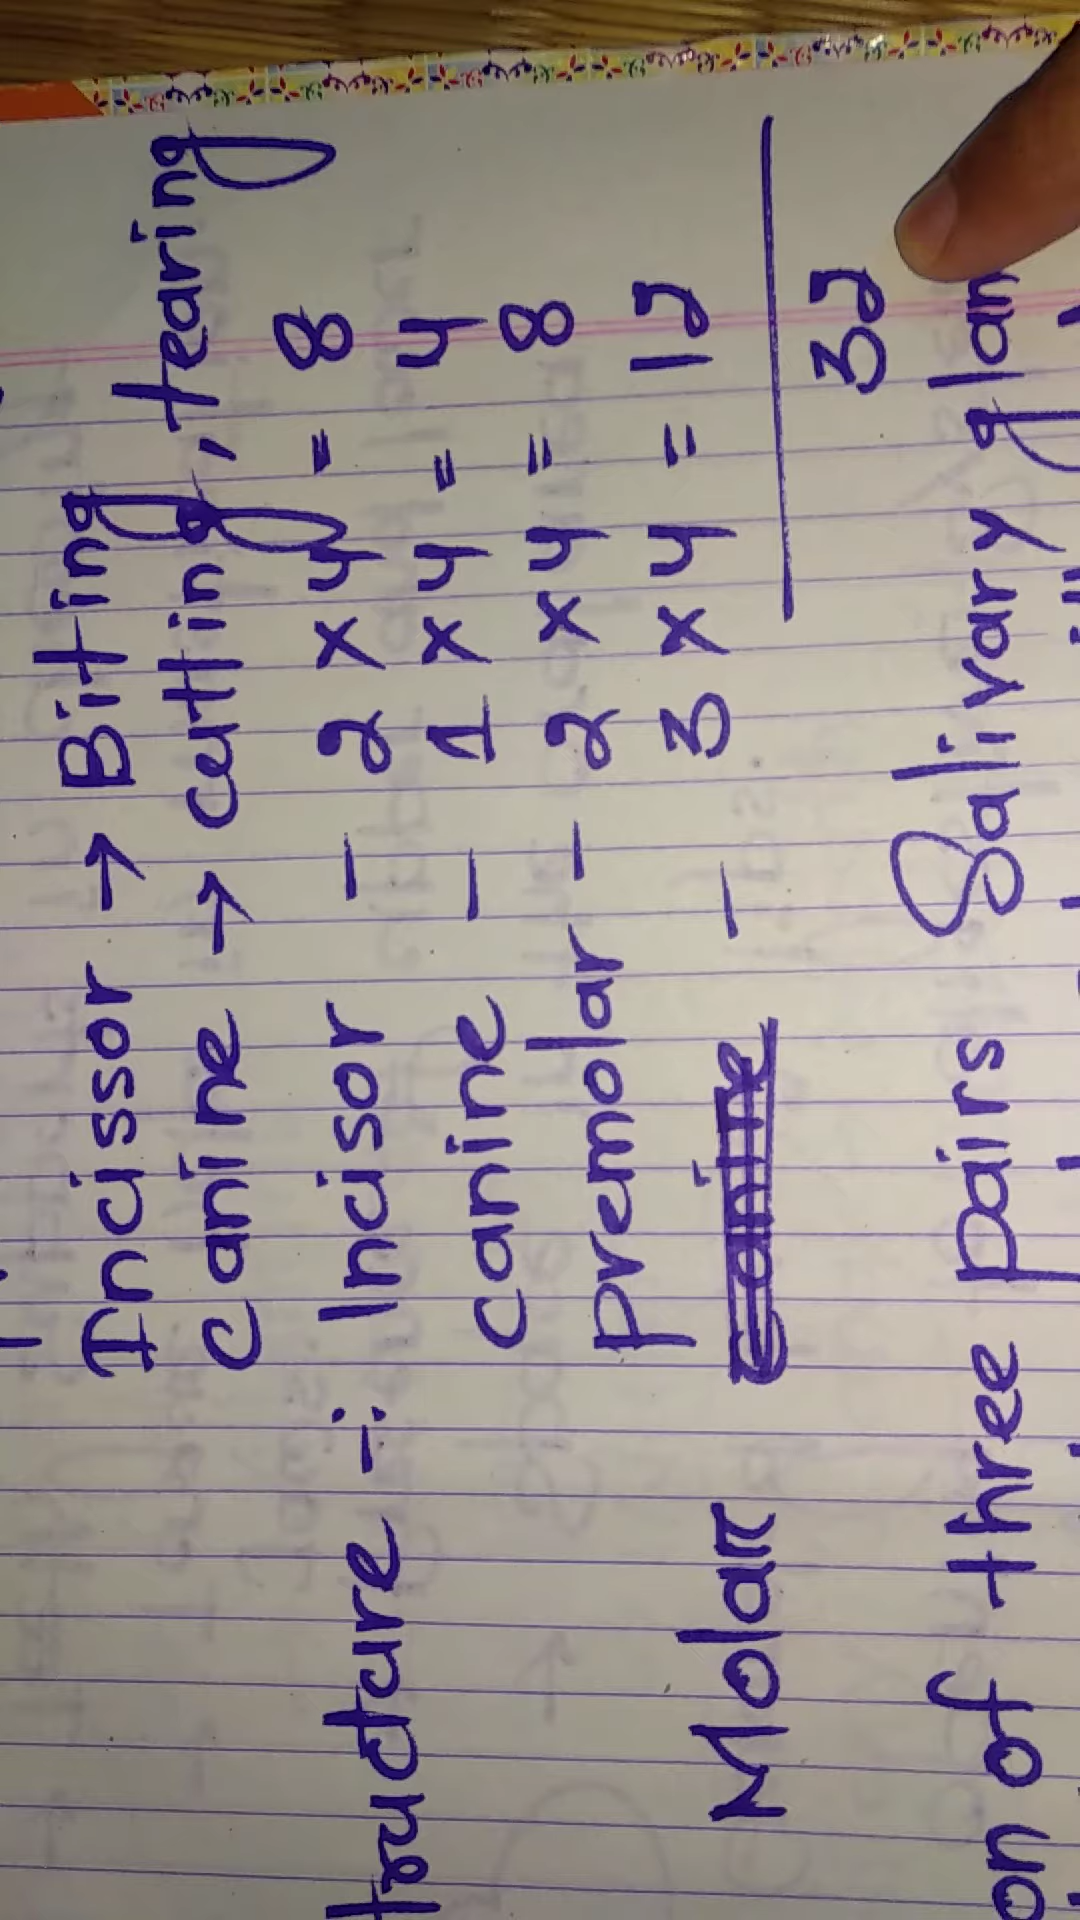 Incissor → Biting
canine → cutting, tearing
tructure -: Incisor - 2 x 4 = 8
canine - 1 x 4 = 4
premolar - 2 x 4 = 8
Molar - 3 x 4 = 12
32
on of three pairs Salivary glan